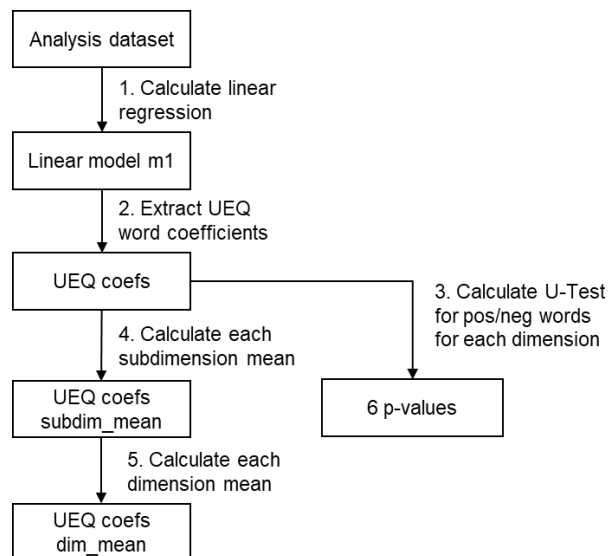 Analysis dataset
1. Calculate linear
regression
Linear model m1
2. Extract UEQ
word coefficients
UEQ coefs
3. Calculate U-Test
for pos/neg words
for each dimension
4. Calculate each
subdimension mean
UEQ coefs
subdim_mean
6 p-values
5. Calculate each
dimension mean
UEQ coefs
dim_mean